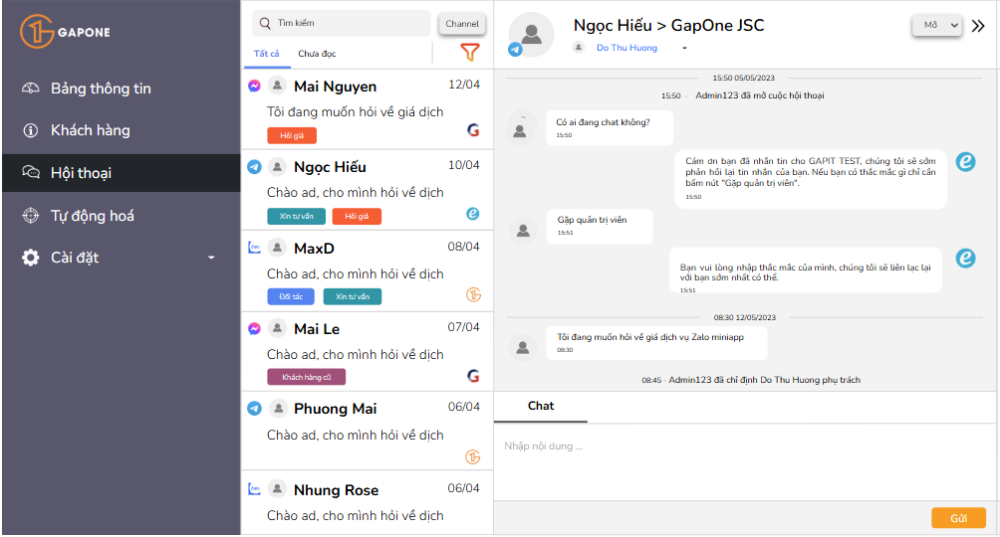 GAPONE
Bảng thông tin
Khách hàng
Hội thoại
Tự động hoá
Cài đặt
Tìm kiếm
Channel
Tất cả Chưa đọc
Mai Nguyen 12/04
Tôi đang muốn hỏi về giá dịch
Hỏi giá
Ngọc Hiếu 10/04
Chào ad, cho mình hỏi về dịch
Xin tư vấn Hỏi giá
MaxD 08/04
Chào ad, cho mình hỏi về dịch
Đối tác Xin tư vấn
Mai Le 07/04
Chào ad, cho mình hỏi về dịch
Khách hàng cũ
Phuong Mai 06/04
Chào ad, cho mình hỏi về dịch
Nhung Rose 06/04
Chào ad, cho mình hỏi về dịch
Ngọc Hiếu > GapOne JSC
Do Thu Huong
Mở
15:50 05/05/2023
15:50 - Admin123 đã mở cuộc hội thoại
Có ai đang chat không?
15:50
Cám ơn bạn đã nhắn tin cho GAPIT TEST, chúng tôi sẽ sớm
phản hồi lại tin nhắn của bạn. Nếu bạn có thắc mắc gì chỉ cần
bấm nút "Gặp quản trị viên".
15:50
Gặp quản trị viên
15:51
Bạn vui lòng nhập thắc mắc của mình, chúng tôi sẽ liên lạc lại
với bạn sớm nhất có thể.
15:51
08:30 12/05/2023
Tôi đang muốn hỏi về giá dịch vụ Zalo miniapp
08:30
08:45 - Admin123 đã chỉ định Do Thu Huong phụ trách
Chat
Nhập nội dung ...
Gửi